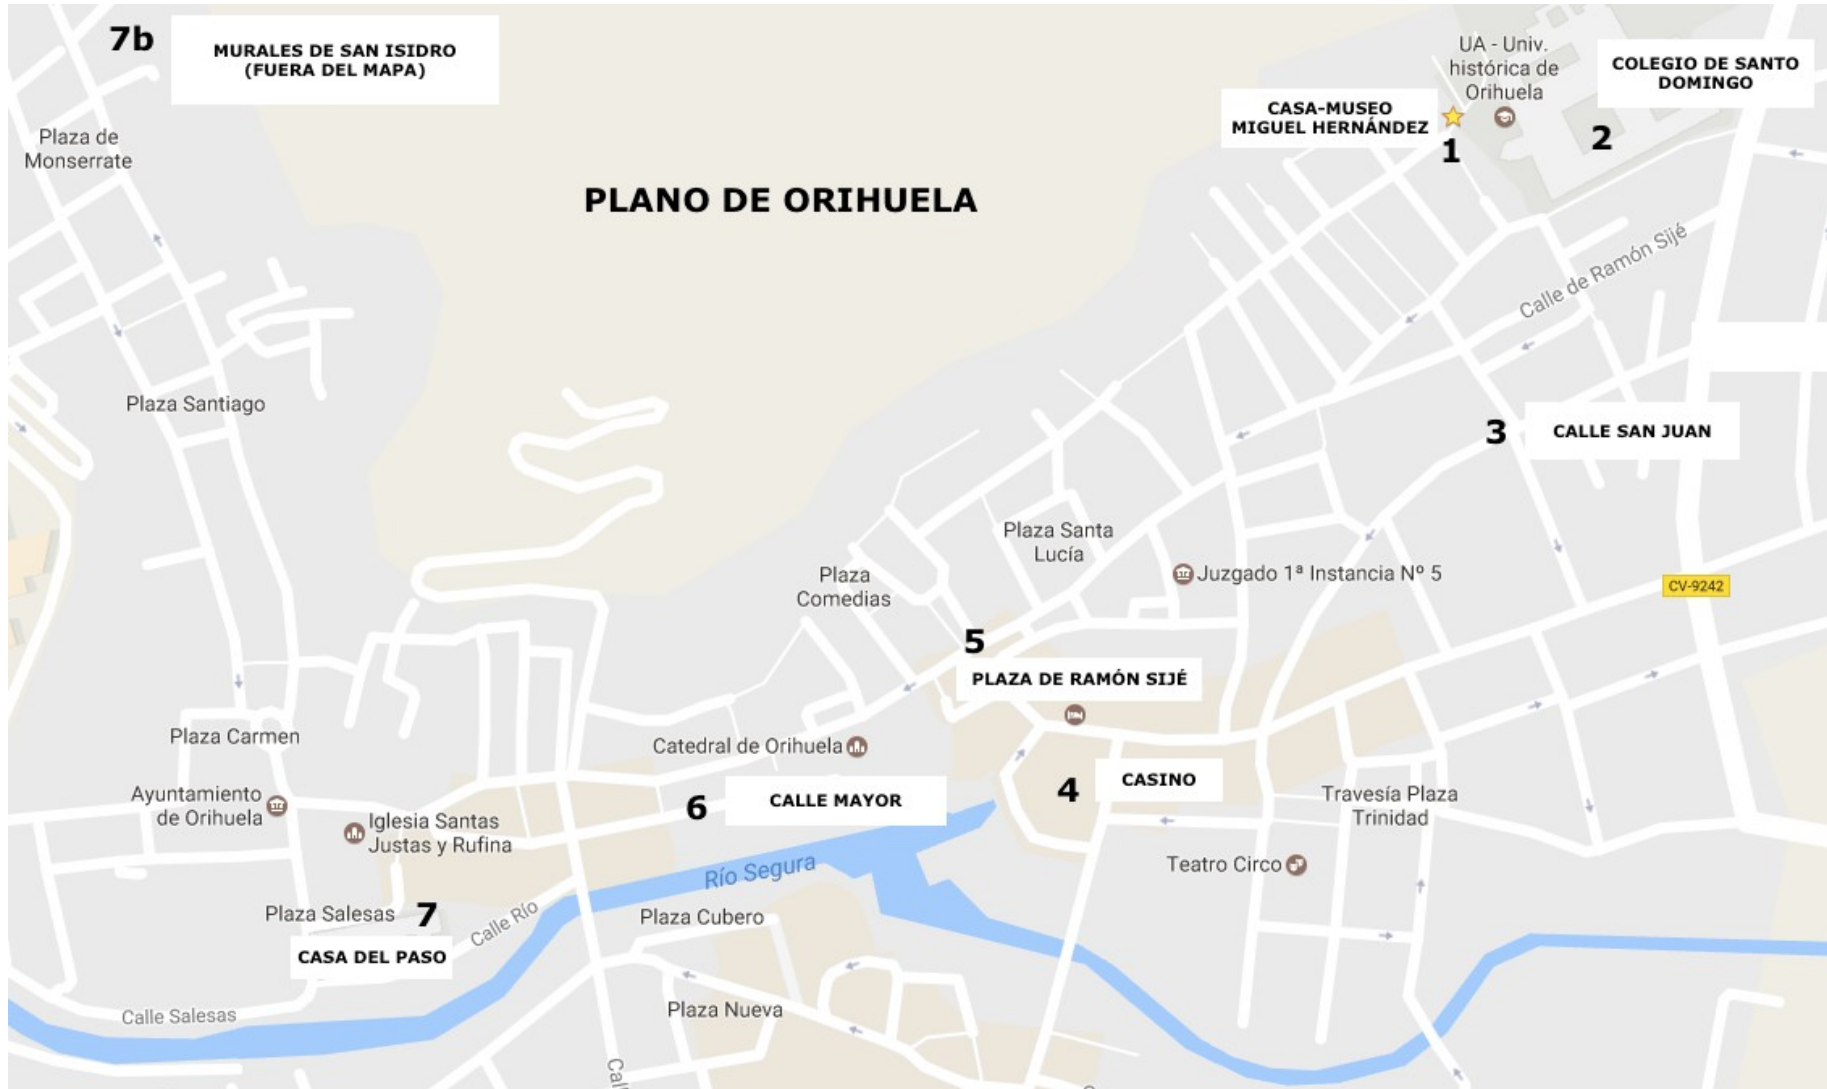 7b
MURALES DE SAN ISIDRO
(FUERA DEL MAPA)
UA - Univ.
histórica de
Orihuela
COLEGIO DE SANTO
DOMINGO
CASA-MUSEO
MIGUEL HERNÁNDEZ
1
2
Plaza de
Monserrate
PLANO DE ORIHUELA
Calle de Ramón Sijé
Plaza Santiago
3
CALLE SAN JUAN
Plaza Santa
Lucía
Juzgado 1ª Instancia Nº 5
Plaza
Comedias
CV-9242
5
PLAZA DE RAMÓN SIJÉ
Plaza Carmen
Catedral de Orihuela
4
CASINO
6
CALLE MAYOR
Ayuntamiento
de Orihuela
Iglesia Santas
Justas y Rufina
Travesía Plaza
Trinidad
Río Segura
Teatro Circo
Plaza Salesas
7
Calle Río
Plaza Cubero
CASA DEL PASO
Calle Salesas
Plaza Nueva